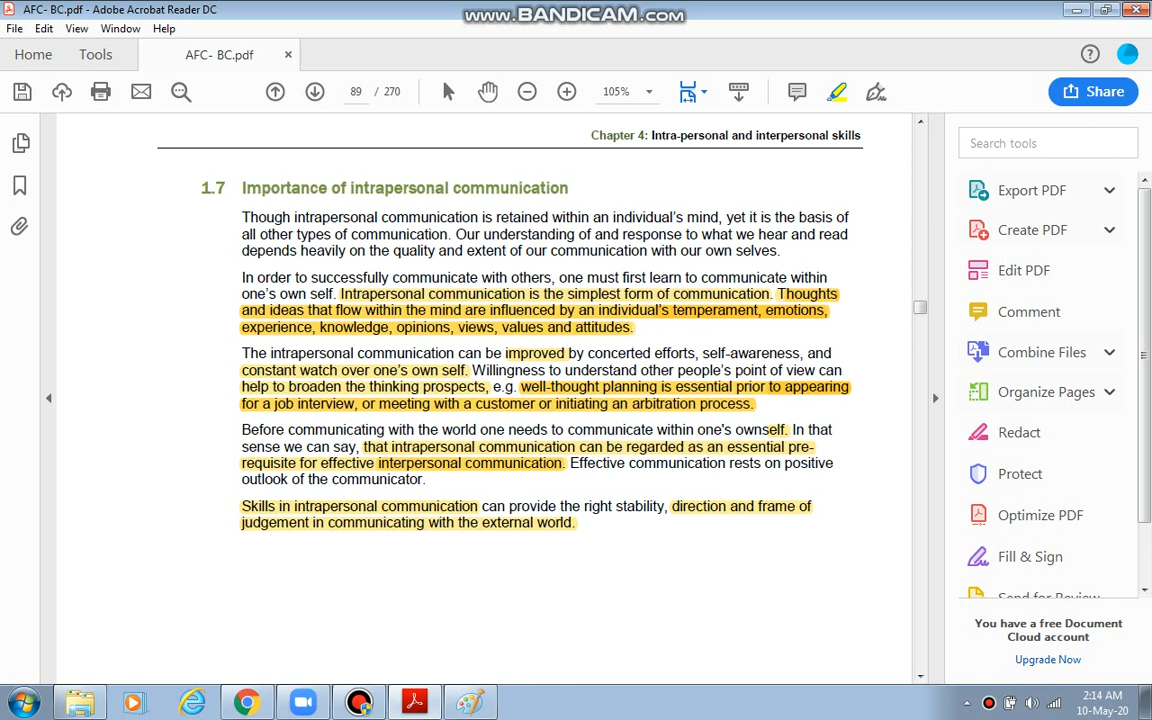 AFC- BC.pdf - Adobe Acrobat Reader DC
www.BANDICAM.com
File Edit View Window Help
Home Tools AFC- BC.pdf ×
89 / 270 105% Share
Chapter 4: Intra-personal and interpersonal skills
1.7 Importance of intrapersonal communication
Though intrapersonal communication is retained within an individual's mind, yet it is the basis of
all other types of communication. Our understanding of and response to what we hear and read
depends heavily on the quality and extent of our communication with our own selves.
In order to successfully communicate with others, one must first learn to communicate within
one's own self. Intrapersonal communication is the simplest form of communication. Thoughts
and ideas that flow within the mind are influenced by an individual's temperament, emotions,
experience, knowledge, opinions, views, values and attitudes.
The intrapersonal communication can be improved by concerted efforts, self-awareness, and
constant watch over one's own self. Willingness to understand other people's point of view can
help to broaden the thinking prospects, e.g. well-thought planning is essential prior to appearing
for a job interview, or meeting with a customer or initiating an arbitration process.
Before communicating with the world one needs to communicate within one's ownself. In that
sense we can say, that intrapersonal communication can be regarded as an essential pre-
requisite for effective interpersonal communication. Effective communication rests on positive
outlook of the communicator.
Skills in intrapersonal communication can provide the right stability, direction and frame of
judgement in communicating with the external world.
Search tools
Export PDF
Create PDF
Edit PDF
Comment
Combine Files
Organize Pages
Redact
Protect
Optimize PDF
Fill & Sign
Send for Review
You have a free Document
Cloud account
Upgrade Now
2:14 AM
10-May-20